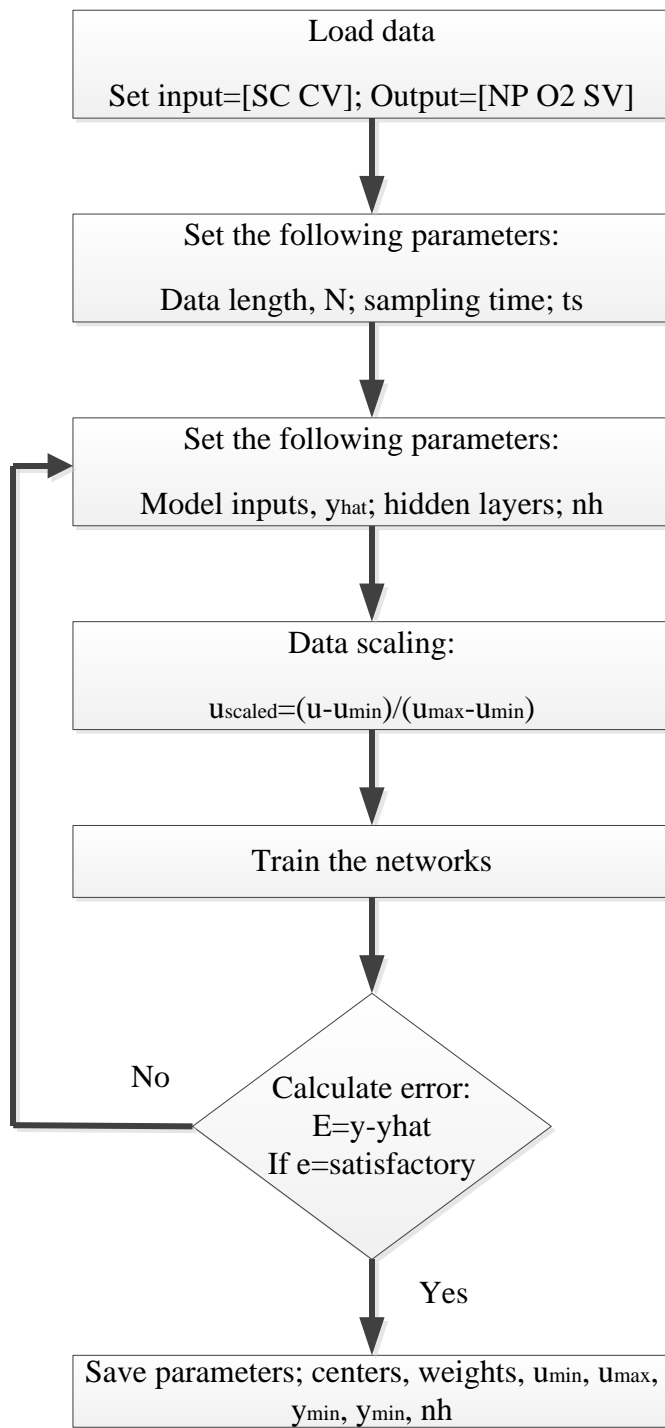 Load data
Set input=[SC CV]; Output=[NP O2 SV]
Set the following parameters:
Data length, N; sampling time; ts
Set the following parameters:
Model inputs, yhat; hidden layers; nh
Data scaling:
uscaled=(u-umin)/(umax-umin)
Train the networks
No
Calculate error:
E=y-yhat
If e=satisfactory
Yes
Save parameters; centers, weights, umin, umax,
ymin, ymin, nh